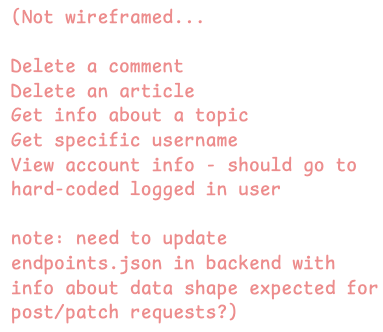 (Not wireframed...
Delete a comment
Delete an article
Get info about a topic
Get specific username
View account info - should go to
hard-coded logged in user
note: need to update
endpoints.json in backend with
info about data shape expected for
post/patch requests?)